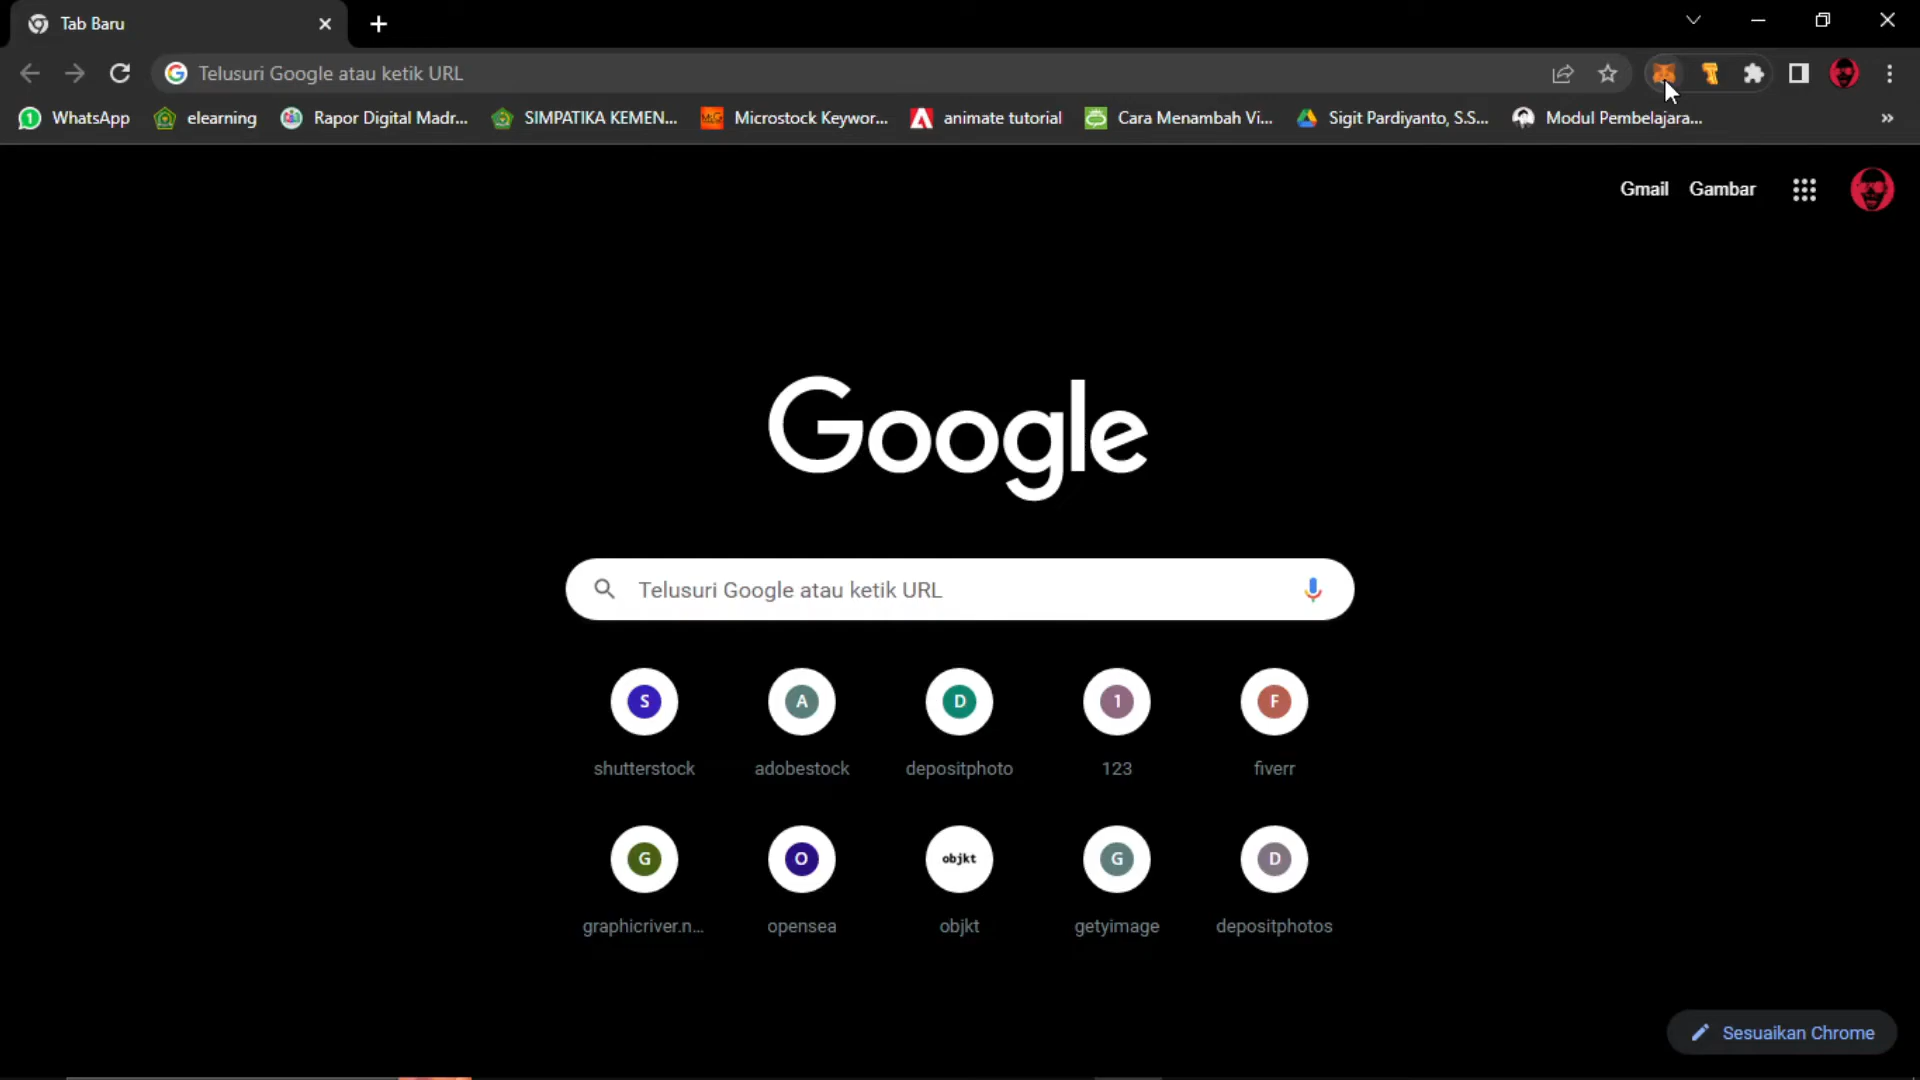 Tab Baru
Telusuri Google atau ketik URL
WhatsApp elearning Rapor Digital Madr... SIMPATIKA KEMEN... Microstock Keywor... animate tutorial Cara Menambah Vi... Sigit Pardiyanto, S.S... Modul Pembelajara... »
Gmail Gambar
Google
Telusuri Google atau ketik URL
S A D 1 F
shutterstock adobestock depositphoto 123 fiverr
G O objkt G D
graphicriver.n... opensea objkt getyimage depositphotos
Sesuaikan Chrome